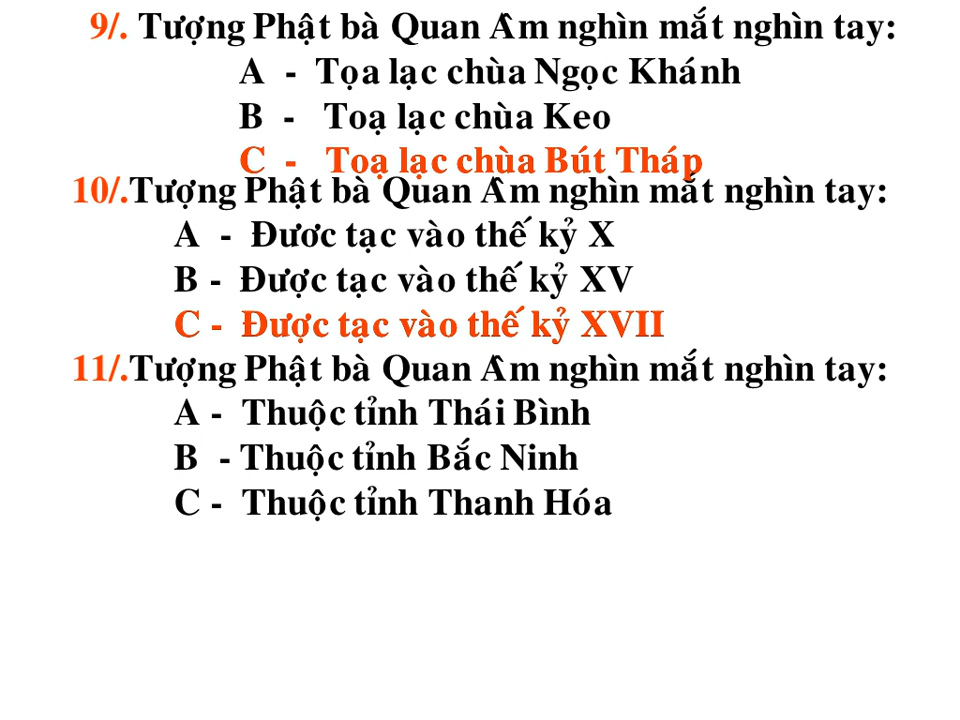 9/. Tượng Phật bà Quan Âm nghìn mắt nghìn tay:
A - Tọa lạc chùa Ngọc Khánh
B - Toạ lạc chùa Keo
C - Toạ lạc chùa Bút Tháp
10/.Tượng Phật bà Quan Âm nghìn mắt nghìn tay:
A - Đươc tạc vào thế kỷ X
B - Được tạc vào thế kỷ XV
C - Được tạc vào thế kỷ XVII
11/.Tượng Phật bà Quan Âm nghìn mắt nghìn tay:
A - Thuộc tỉnh Thái Bình
B - Thuộc tỉnh Bắc Ninh
C - Thuộc tỉnh Thanh Hóa